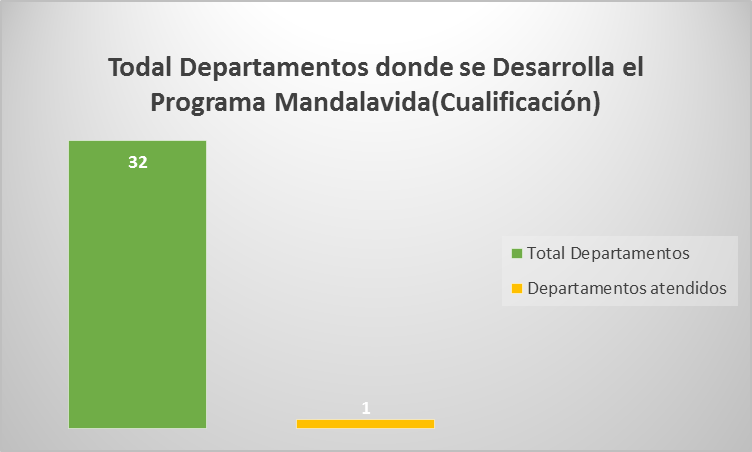 Todal Departamentos donde se Desarrolla el
Programa Mandalavida(Cualificación)
32
1
Total Departamentos
Departamentos atendidos